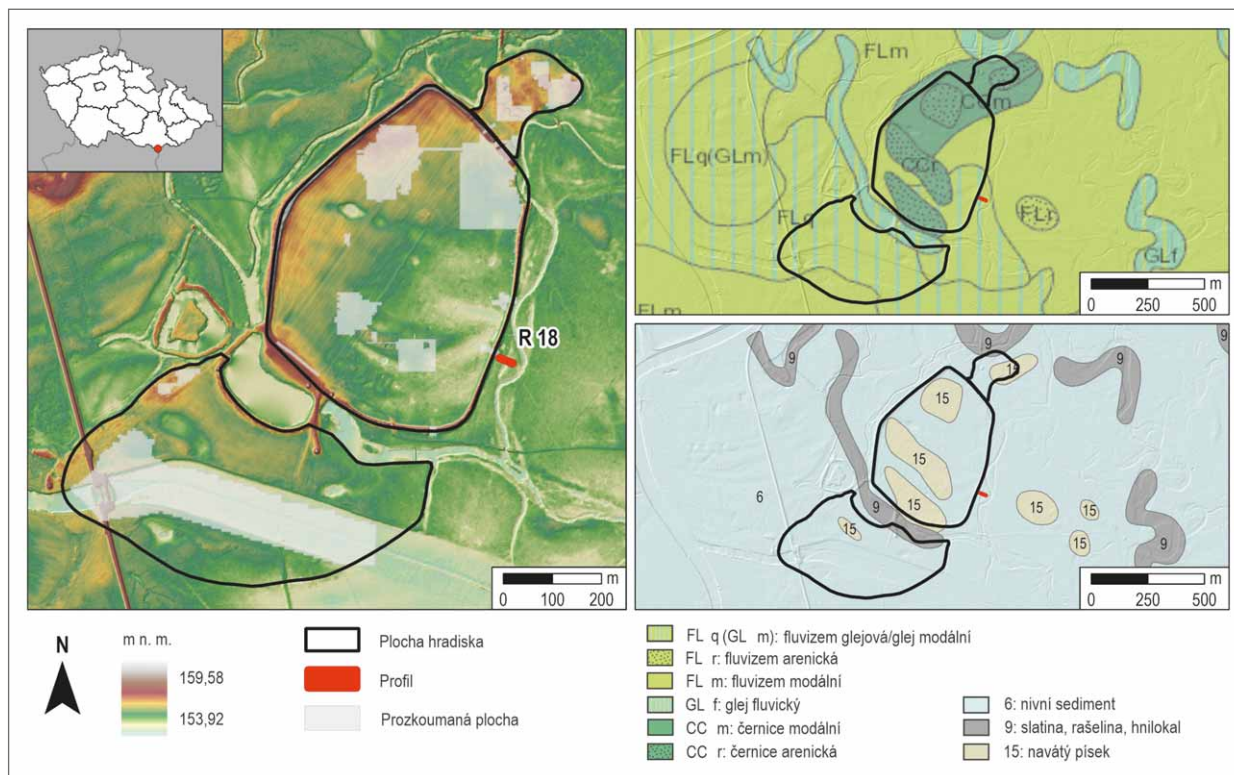 R 18
m
0 100 200
FLm
CCm
FLq(GLm)
CCr
FLq
FLr
GLf
FLm
m
0 250 500
9
9
9
15
15
15
15
6
9
15
15
15
15
9
m
0 250 500
N
m n. m.
159,58
153,92
Plocha hradiska
Profil
Prozkoumaná plocha
FL q (GL m): fluvizem glejová/glej modální
FL r: fluvizem arenická
FL m: fluvizem modální
GL f: glej fluvický
CC m: černice modální
CC r: černice arenická
6: nivní sediment
9: slatina, rašelina, hnilokal
15: navátý písek